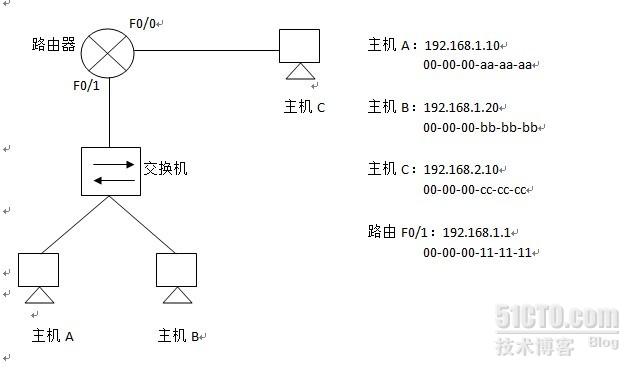 F0/0
路由器
F0/1
主机 C
交换机
主机 A
主机 B
主机 A：192.168.1.10
00-00-00-aa-aa-aa
主机 B：192.168.1.20
00-00-00-bb-bb-bb
主机 C：192.168.2.10
00-00-00-cc-cc-cc
路由 F0/1：192.168.1.1
00-00-00-11-11-11
51CTO.com
技术博客 Blog